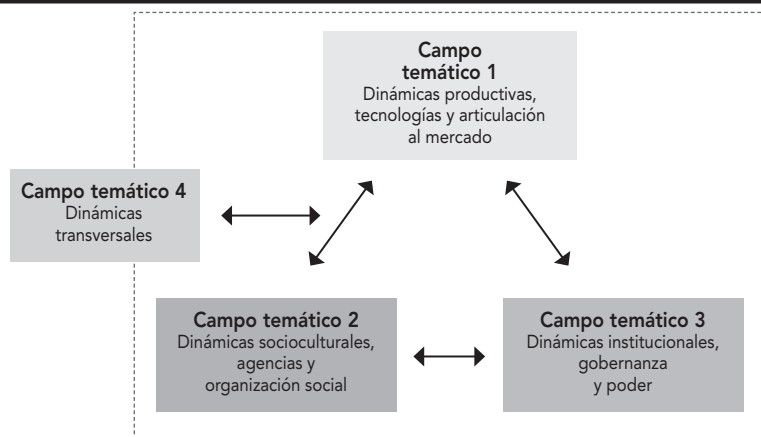 Campo
temático 1
Dinámicas productivas,
tecnologías y articulación
al mercado
Campo temático 4
Dinámicas
transversales
Campo temático 2
Dinámicas socioculturales,
agencias y
organización social
Campo temático 3
Dinámicas institucionales,
gobernanza
y poder